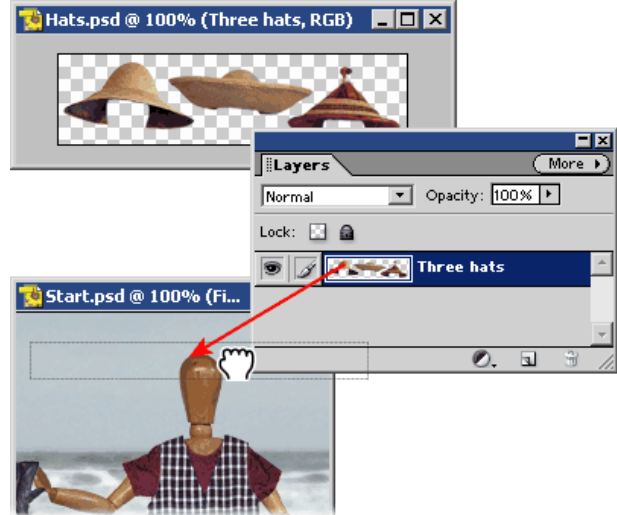 Hats.psd @ 100% (Three hats, RGB)
Layers
More
Normal
Opacity: 100%
Lock:
Three hats
Start.psd @ 100% (Fi...